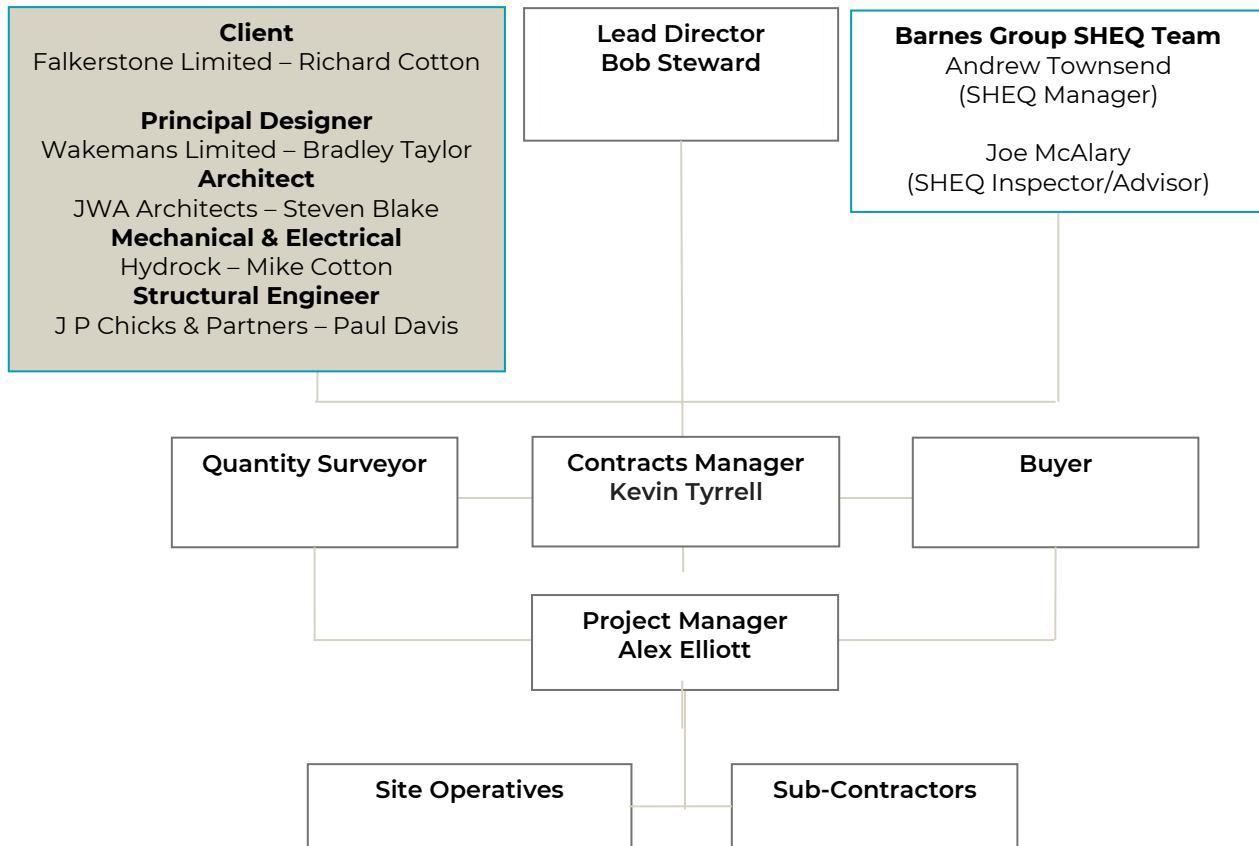 Client
Falkerstone Limited – Richard Cotton
Principal Designer
Wakemans Limited – Bradley Taylor
Architect
JWA Architects – Steven Blake
Mechanical & Electrical
Hydrock – Mike Cotton
Structural Engineer
J P Chicks & Partners – Paul Davis
Lead Director
Bob Steward
Barnes Group SHEQ Team
Andrew Townsend
(SHEQ Manager)
Joe McAlary
(SHEQ Inspector/Advisor)
Quantity Surveyor
Contracts Manager
Kevin Tyrrell
Buyer
Project Manager
Alex Elliott
Site Operatives
Sub-Contractors